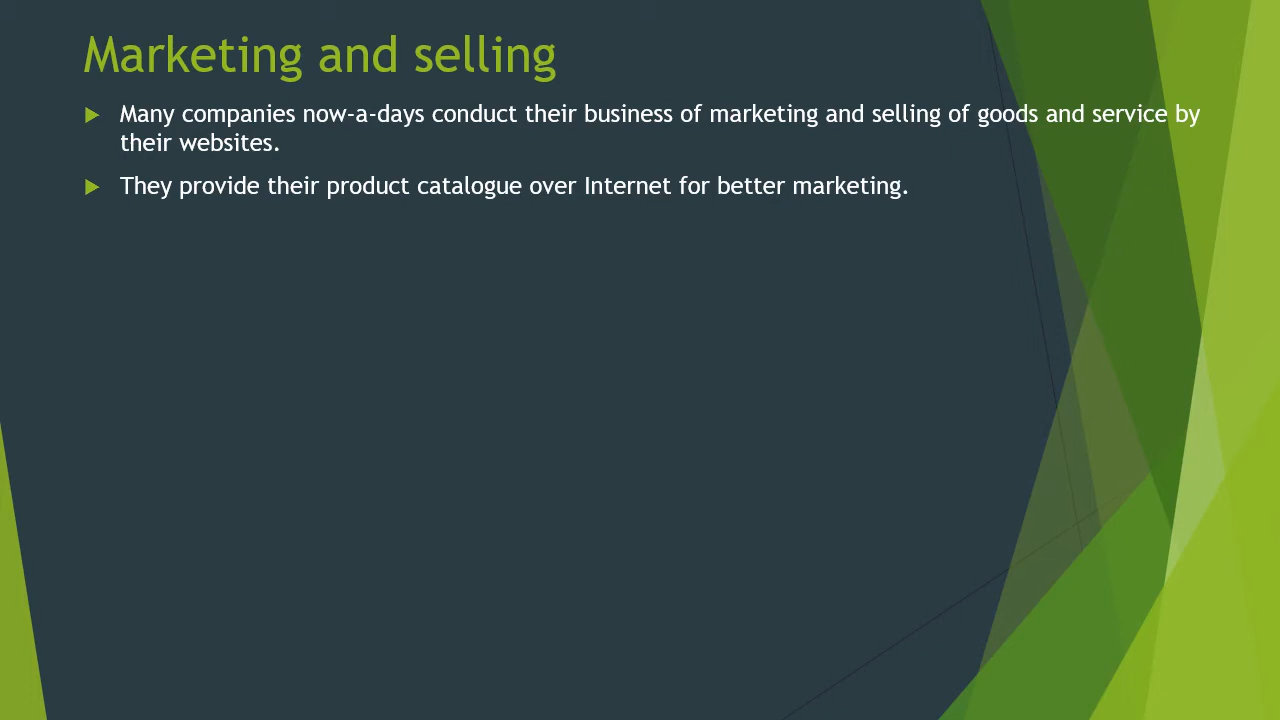 Marketing and selling
Many companies now-a-days conduct their business of marketing and selling of goods and service by
their websites.
They provide their product catalogue over Internet for better marketing.